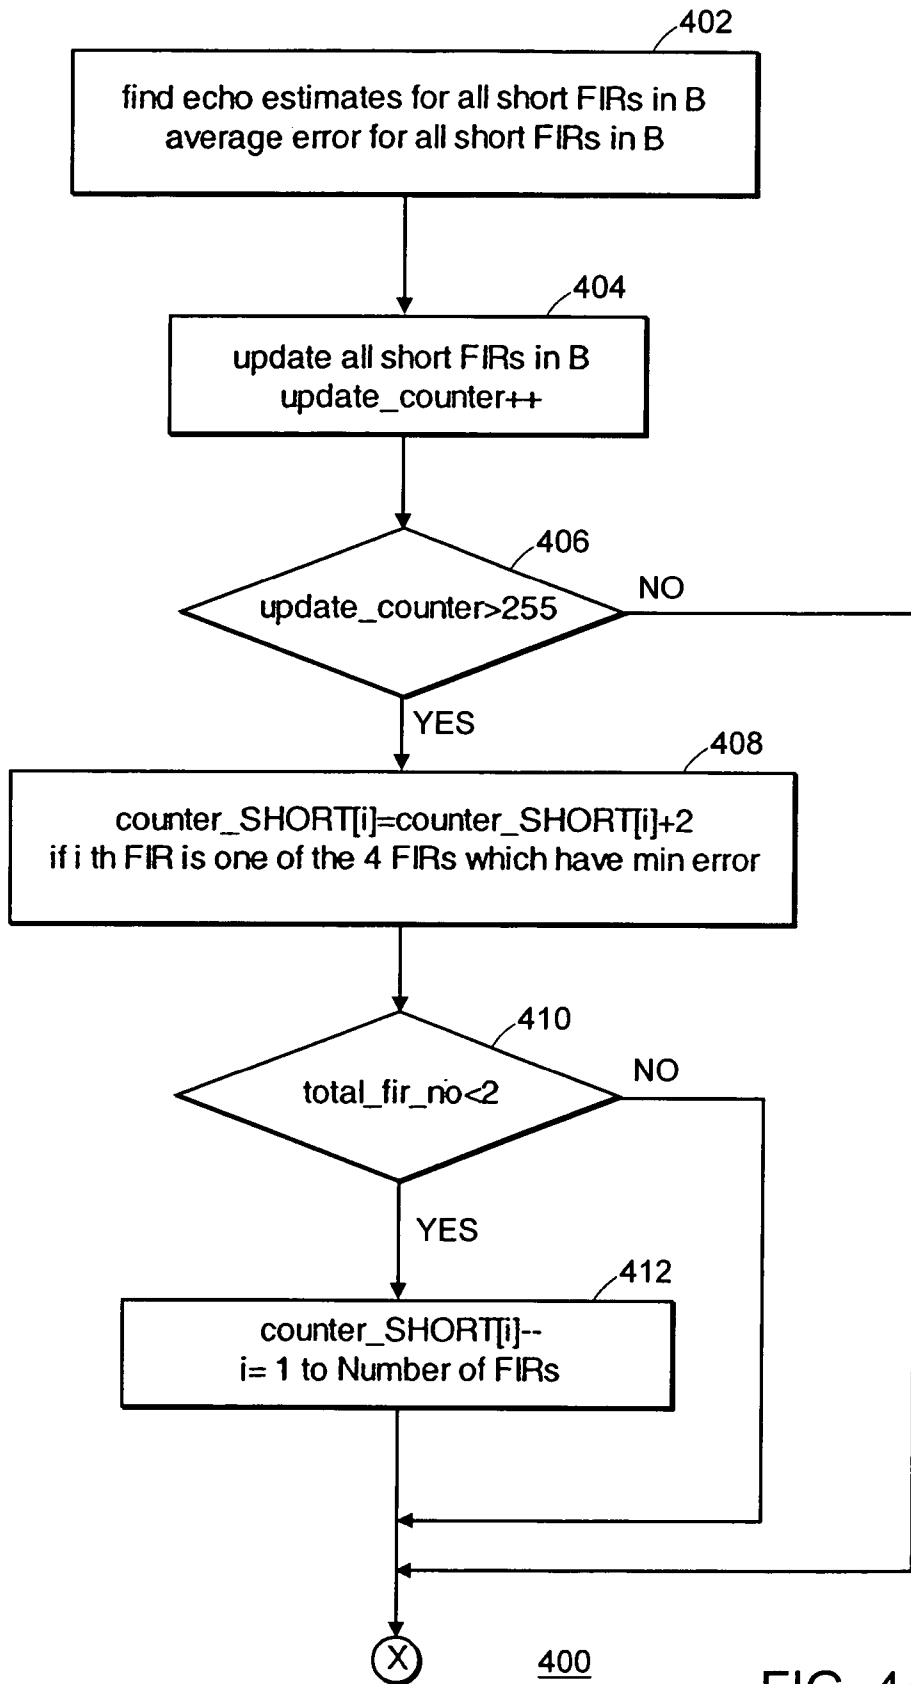 402
find echo estimates for all short FIRs in B
average error for all short FIRs in B
404
update all short FIRs in B
update_counter++
406
update_counter>255
NO
YES
408
counter_SHORT[i]=counter_SHORT[i]+2
if i th FIR is one of the 4 FIRs which have min error
410
total_fir_no<2
NO
YES
412
counter_SHORT[i]--
i= 1 to Number of FIRs
X
400
FIG. 4